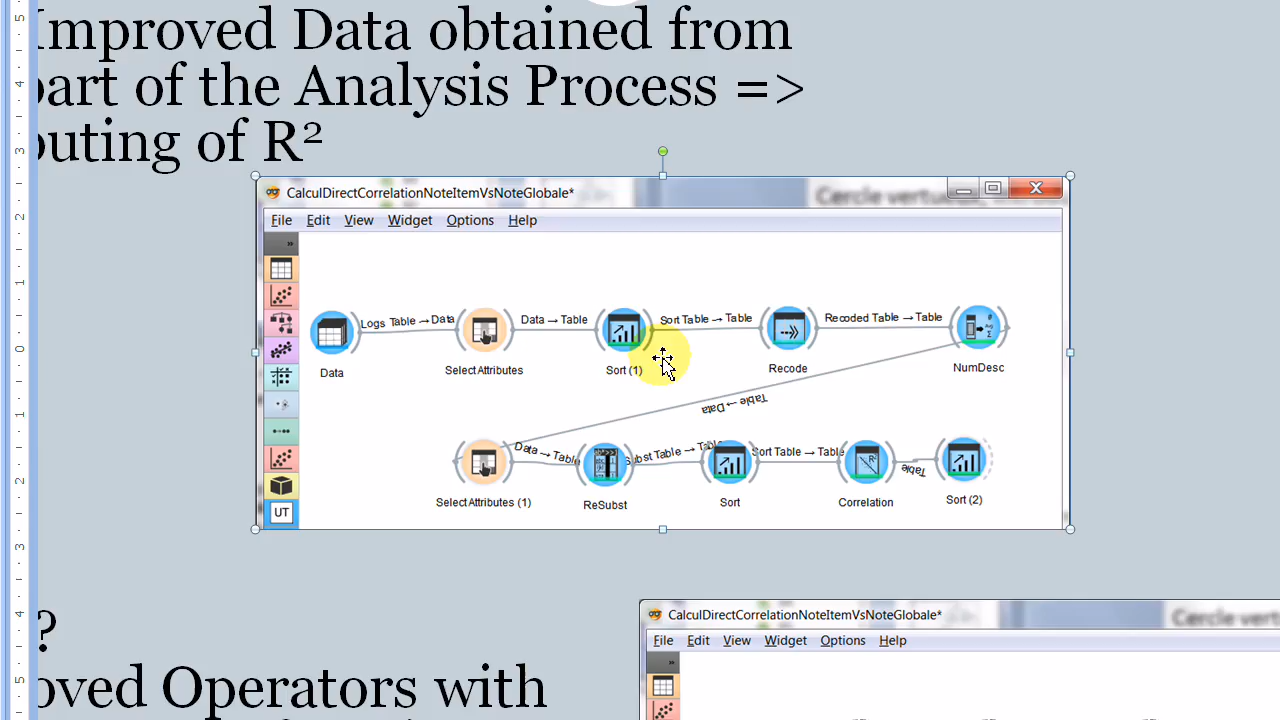 Improved Data obtained from
part of the Analysis Process =>
puting of R²
CalculDirectCorrelationNoteItemVsNoteGlobale*
File Edit View Widget Options Help
Logs Table → Data
Data → Table
Sort Table → Table
Recoded Table → Table
Data
Select Attributes
Sort (1)
Recode
NumDesc
Table → Data
Data → Table
Subst Table → Table
Sort Table → Table
Table
Select Attributes (1)
ReSubst
Sort
Correlation
Sort (2)
UT
?
oved Operators with
CalculDirectCorrelationNoteItemVsNoteGlobale*
File Edit View Widget Options Help